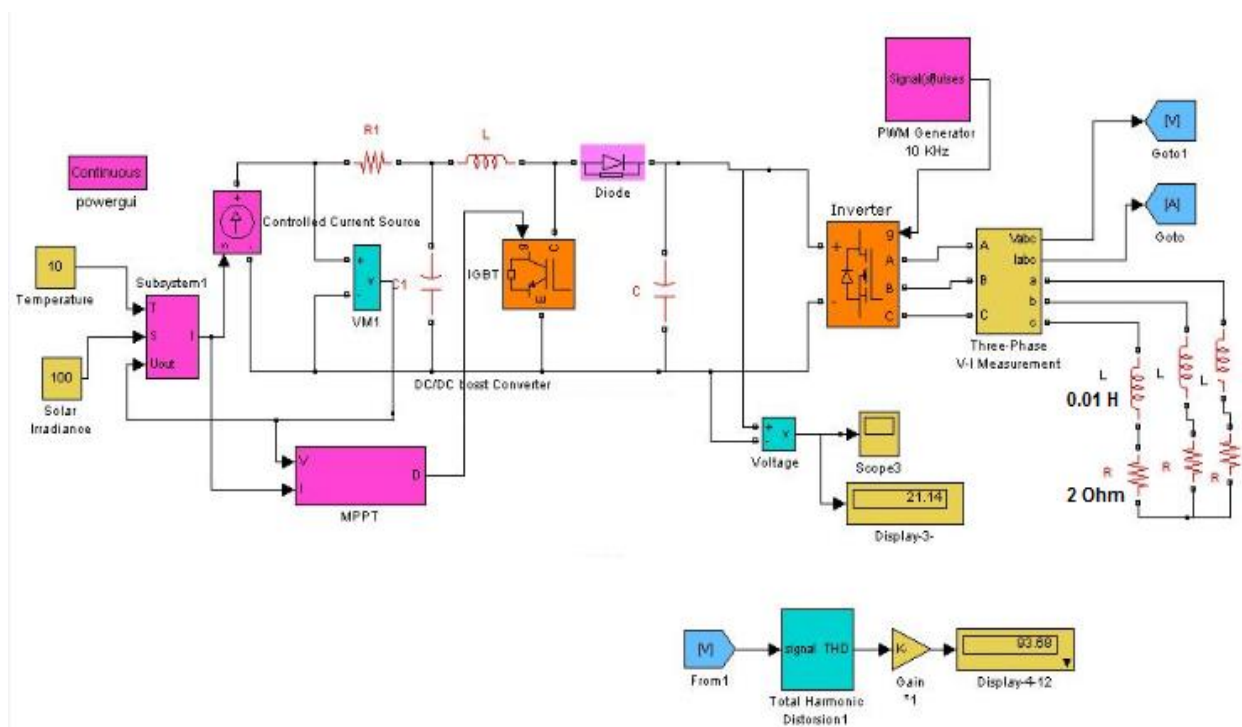 Signal(s)Pulses
PWM Generator
10 KHz
[V]
Goto1
R1
L
Continuous
powergui
Diode
[A]
Goto
+
s
-
Controlled Current Source
Inverter
g
+
A
B
-
C
A
B
C
Vabc
Iabc
a
b
c
Three-Phase
V-I Measurement
10
Temperature
Subsystem1
T
S
Uout
I
+
-
v
VM1
C1
IGBT
g
C
E
C
100
Solar
Irradiance
DC/DC bosst Converter
L
L
L
0.01 H
+
-
v
Voltage
Scope3
R
R
R
2 Ohm
V
I
D
MPPT
21.14
Display-3-
[V]
From1
signal THD
Total Harmonic
Distorsion1
K-
Gain
"1
93.68
Display-4-12